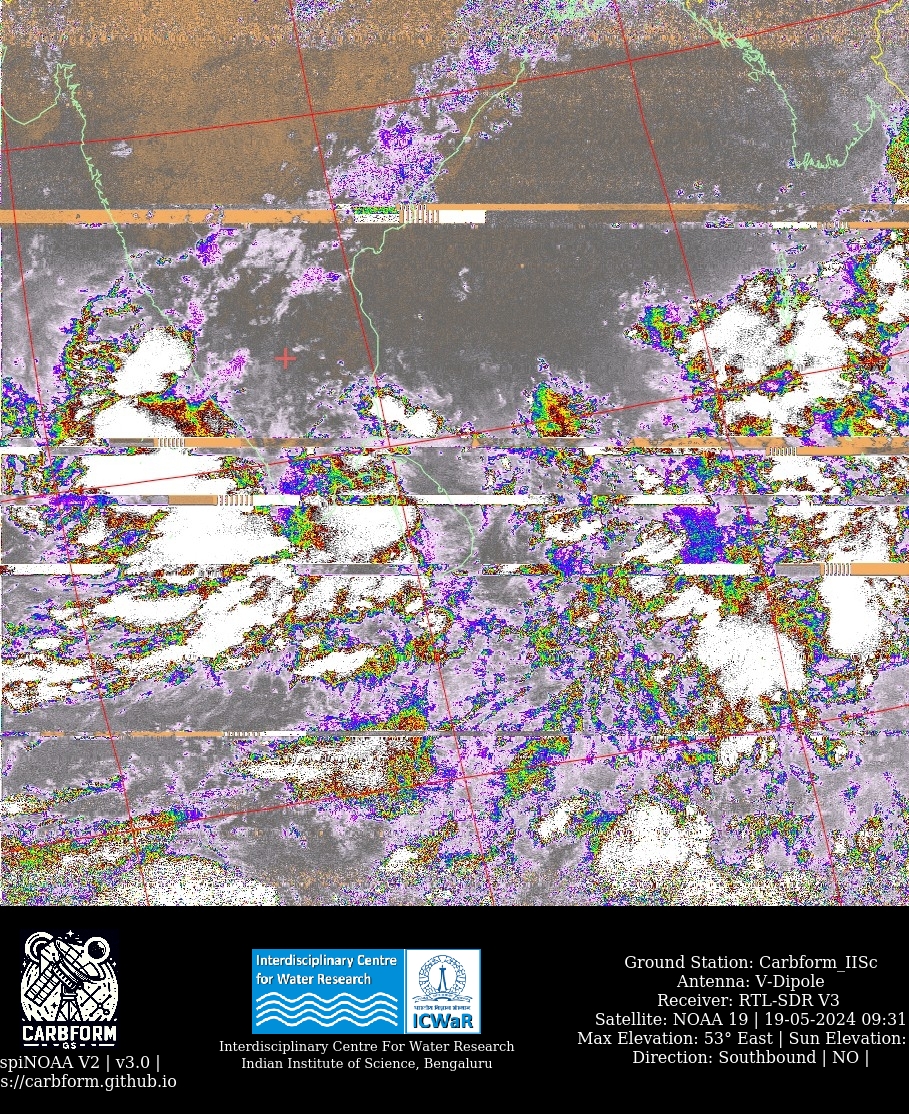 CARBFORM
GS
spiNOAA V2 | v3.0 |
s://carbform.github.io
Interdisciplinary Centre
for Water Research
ICWaR
Interdisciplinary Centre For Water Research
Indian Institute of Science, Bengaluru
Ground Station: Carbform_IISc
Antenna: V-Dipole
Receiver: RTL-SDR V3
Satellite: NOAA 19 | 19-05-2024 09:31
Max Elevation: 53° East | Sun Elevation:
Direction: Southbound | NO |